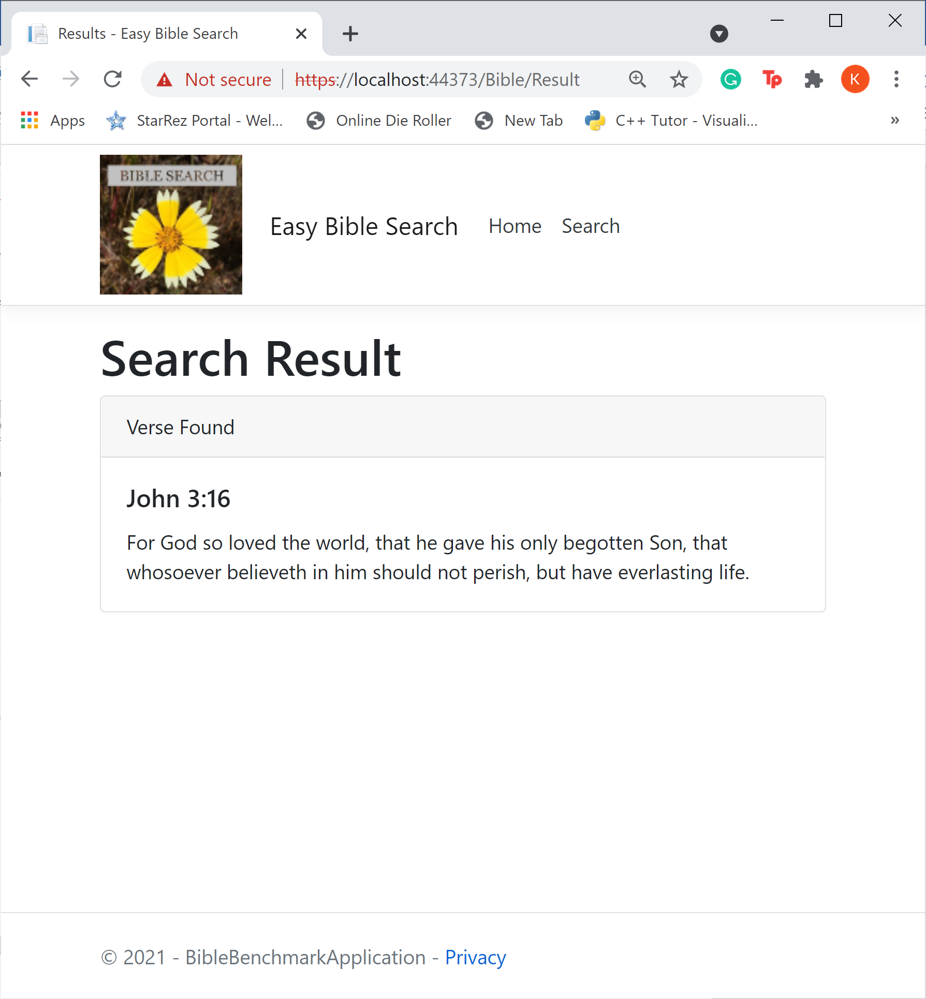 Results - Easy Bible Search
Not secure https://localhost:44373/Bible/Result
G Tp K
Apps StarRez Portal - Wel... Online Die Roller New Tab C++ Tutor - Visuali... »
BIBLE SEARCH
Easy Bible Search Home Search
Search Result
Verse Found
John 3:16
For God so loved the world, that he gave his only begotten Son, that
whosoever believeth in him should not perish, but have everlasting life.
© 2021 - BibleBenchmarkApplication - Privacy